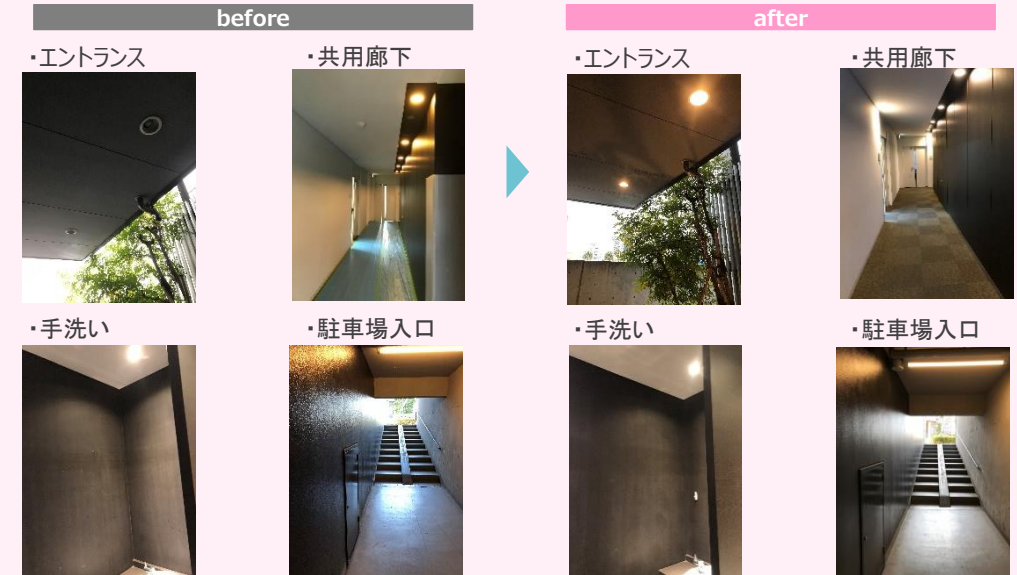 before
after
・エントランス
・共用廊下
・エントランス
・共用廊下
・手洗い
・駐車場入口
・手洗い
・駐車場入口